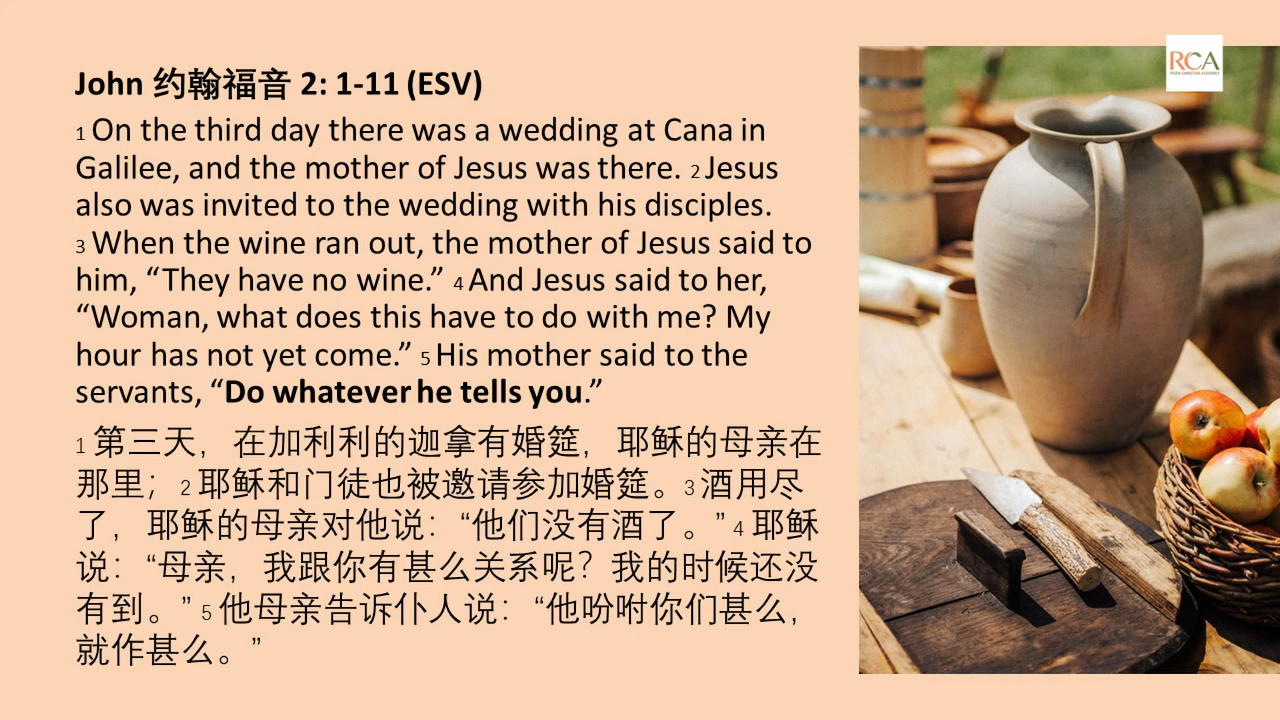 John 约翰福音 2: 1-11 (ESV)
1 On the third day there was a wedding at Cana in
Galilee, and the mother of Jesus was there. 2 Jesus
also was invited to the wedding with his disciples.
3 When the wine ran out, the mother of Jesus said to
him, “They have no wine.” 4 And Jesus said to her,
“Woman, what does this have to do with me? My
hour has not yet come.” 5 His mother said to the
servants, “Do whatever he tells you.”
1 第三天，在加利利的迦拿有婚筵，耶稣的母亲在
那里；2 耶稣和门徒也被邀请参加婚筵。3 酒用尽
了，耶稣的母亲对他说：“他们没有酒了。” 4 耶稣
说：“母亲，我跟你有甚么关系呢？我的时候还没
有到。” 5 他母亲告诉仆人说：“他吩咐你们甚么，
就作甚么。”
RCA
RISEN CHRISTIAN ASSEMBLY